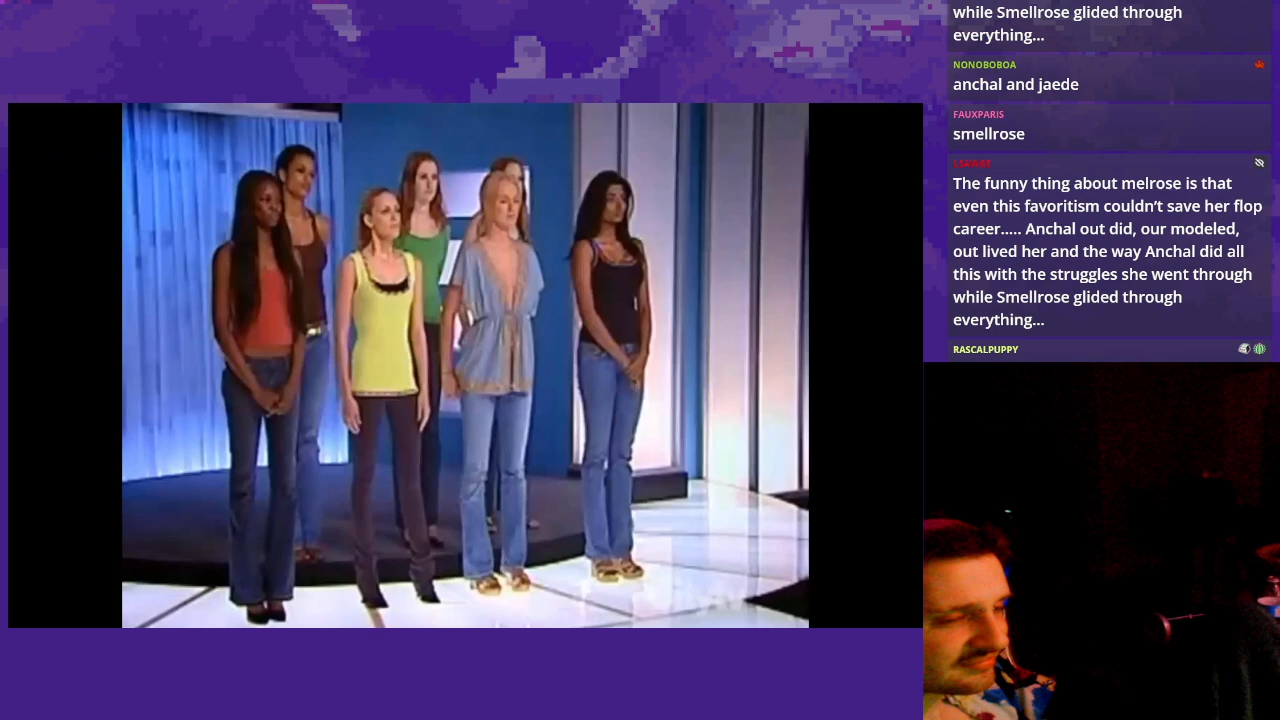 while Smellrose glided through
everything...
NONOBOBOA
anchal and jaede
FAUXPARIS
smellrose
The funny thing about melrose is that
even this favoritism couldn't save her flop
career..... Anchal out did, our modeled,
out lived her and the way Anchal did all
this with the struggles she went through
while Smellrose glided through
everything...
RASCALPUPPY